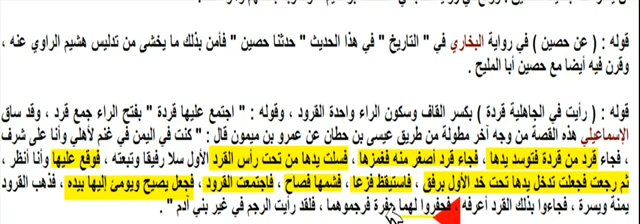 قوله : ( عن حصين ) في رواية البخاري في " التاريخ " في هذا الحديث " حدثنا حصين " فأمن بذلك ما يخشى من تدليس هشيم الراوي عنه ،
وقرن فيه أيضا مع حصين أبا المليح .
قوله : ( رأيت في الجاهلية قردة ) بكسر القاف وسكون الراء واحدة القرود ، وقوله : " اجتمع عليها قردة " بفتح الراء جمع قرد ، وقد ساق
الإسماعيلي هذه القصة من وجه آخر مطولة من طريق عيسى بن حطان عن عمرو بن ميمون قال : " كنت في اليمن في غنم لأهلي وأنا على شرف
، فجاء قرد من قردة فتوسد يدها ، فجاء قرد أصغر منه فغمزها ، فسلت يدها من تحت رأس القرد الأول سلا رفيقا وتبعته ، فوقع عليها وأنا أنظر ،
ثم رجعت فجعلت تدخل يدها تحت خد الأول برفق ، فاستيقظ فزعا ، فشمها فصاح ، فاجتمعت القرود ، فجعل يصيح ويومئ إليها بيده ، فذهب القرود
يمنة ويسرة ، فجاءوا بذلك القرد أعرفه ، فحفروا لهما حفرة فرجموهما ، فلقد رأيت الرجم في غير بني آدم " .